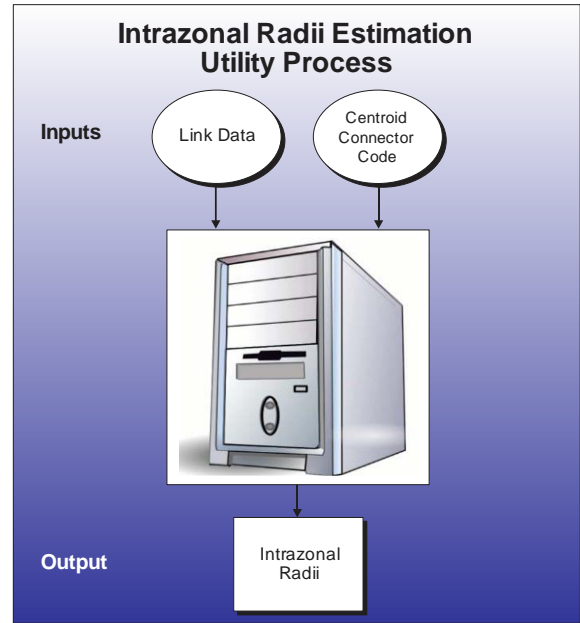 Intrazonal Radii Estimation
Utility Process
Inputs
Link Data
Centroid
Connector
Code
Output
Intrazonal
Radii